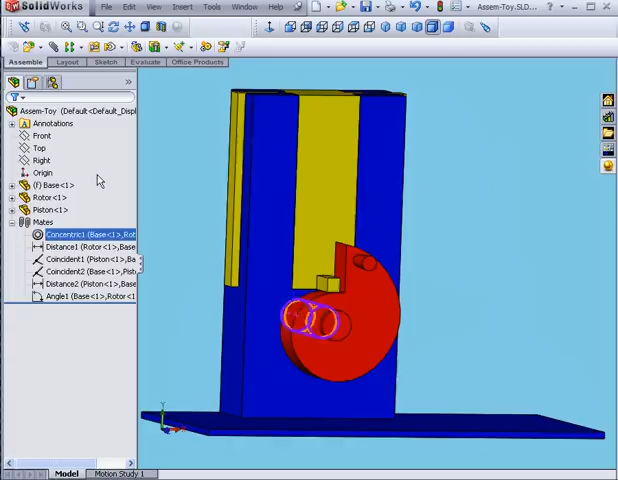 SolidWorks File Edit View Insert Tools Toolbox Window Help Assem-Toy.SLD...
Assembly Layout Sketch Evaluate Office Products
Assem-Toy (Default<Default_Displ
Annotations
Front
Top
Right
Origin
(f) Base<1>
Rotor<1>
Piston<1>
Mates
Concentric1 (Base<1>,Rot
Distance1 (Rotor<1>,Base
Coincident1 (Piston<1>,Ba
Coincident2 (Base<1>,Pist
Distance2 (Piston<1>,Base
Angle1 (Base<1>,Rotor<1
Model Motion Study 1